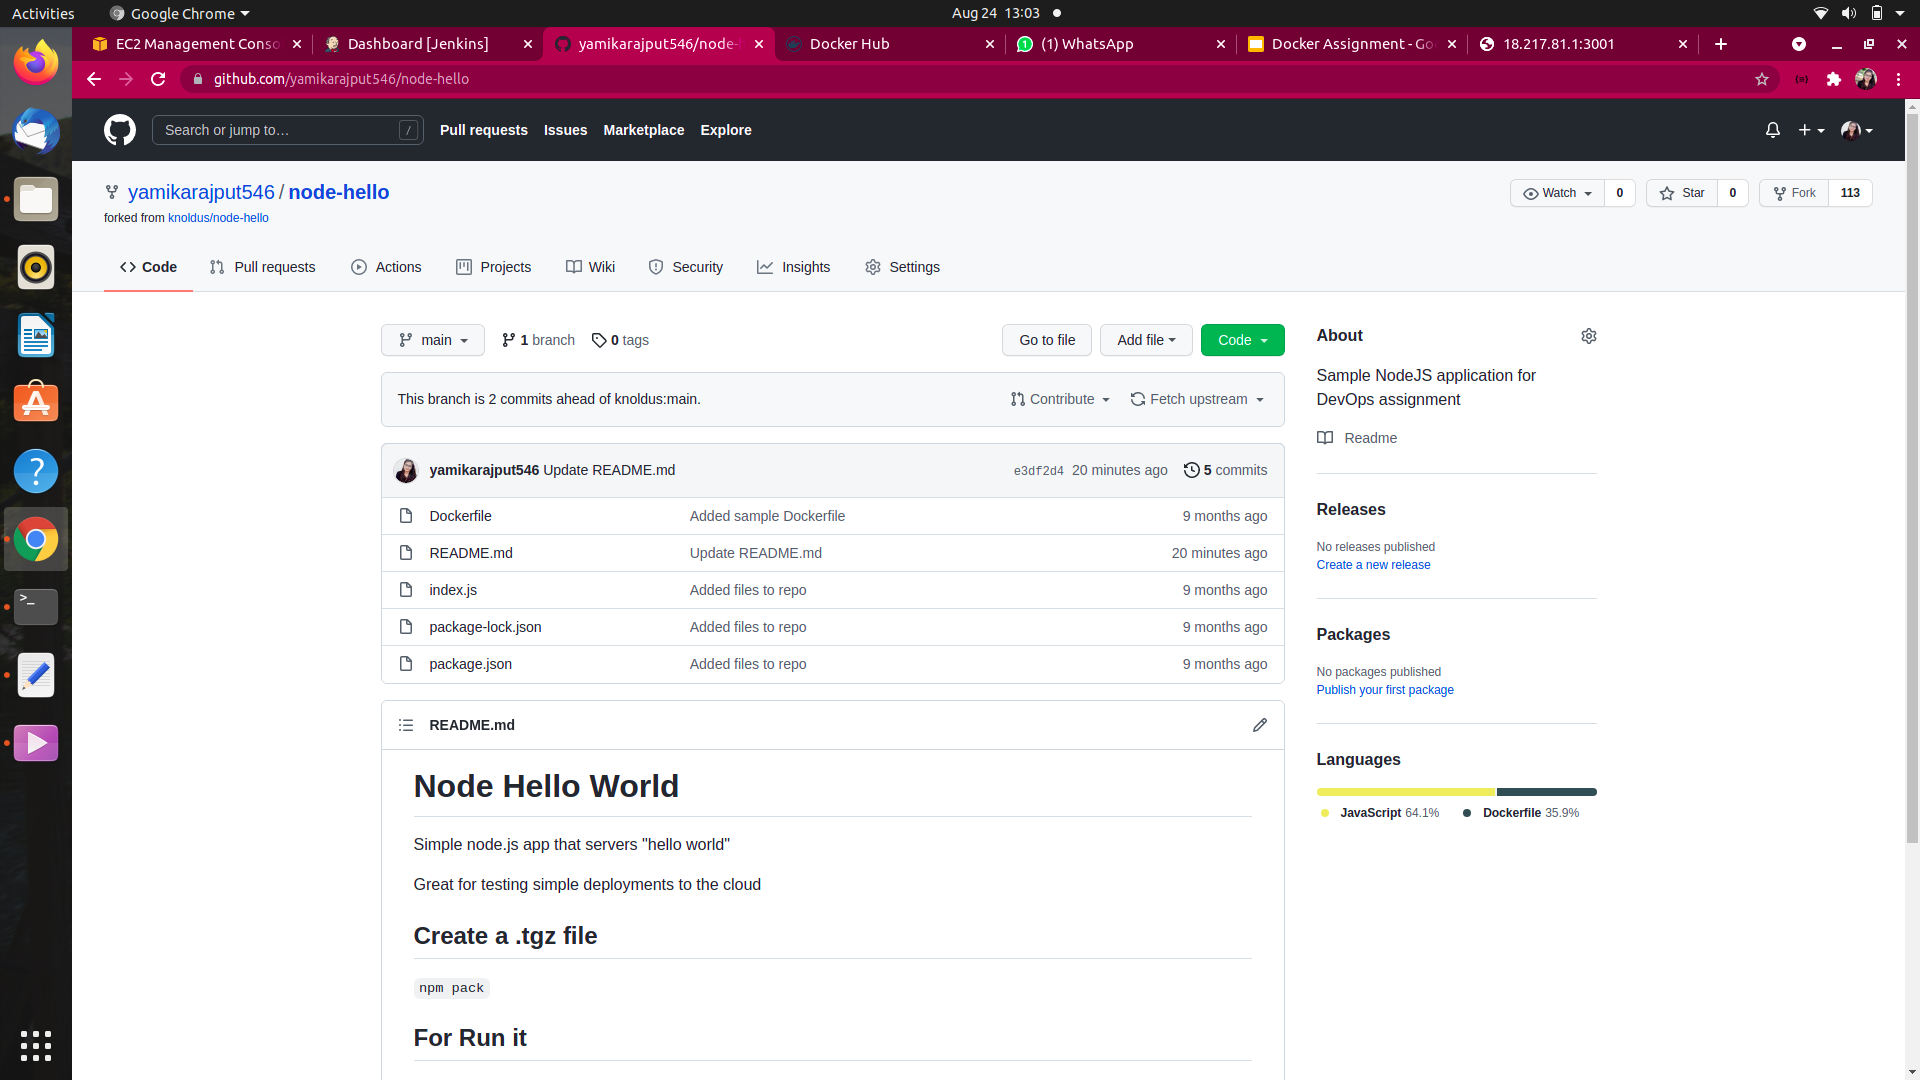 Activities Google Chrome Aug 24 13:03
EC2 Management Conso Dashboard [Jenkins] yamikarajput546/node-h Docker Hub (1) WhatsApp Docker Assignment - Goo 18.217.81.1:3001
github.com/yamikarajput546/node-hello
Search or jump to… / Pull requests Issues Marketplace Explore
yamikarajput546 / node-hello Watch 0 Star 0 Fork 113
forked from knoldus/node-hello
Code Pull requests Actions Projects Wiki Security Insights Settings
main 1 branch 0 tags Go to file Add file Code
This branch is 2 commits ahead of knoldus:main. Contribute Fetch upstream
yamikarajput546 Update README.md e3df2d4 20 minutes ago 5 commits
Dockerfile Added sample Dockerfile 9 months ago
README.md Update README.md 20 minutes ago
index.js Added files to repo 9 months ago
package-lock.json Added files to repo 9 months ago
package.json Added files to repo 9 months ago
README.md
Node Hello World
Simple node.js app that servers "hello world"
Great for testing simple deployments to the cloud
Create a .tgz file
npm pack
For Run it
About
Sample NodeJS application for
DevOps assignment
Readme
Releases
No releases published
Create a new release
Packages
No packages published
Publish your first package
Languages
JavaScript 64.1% Dockerfile 35.9%